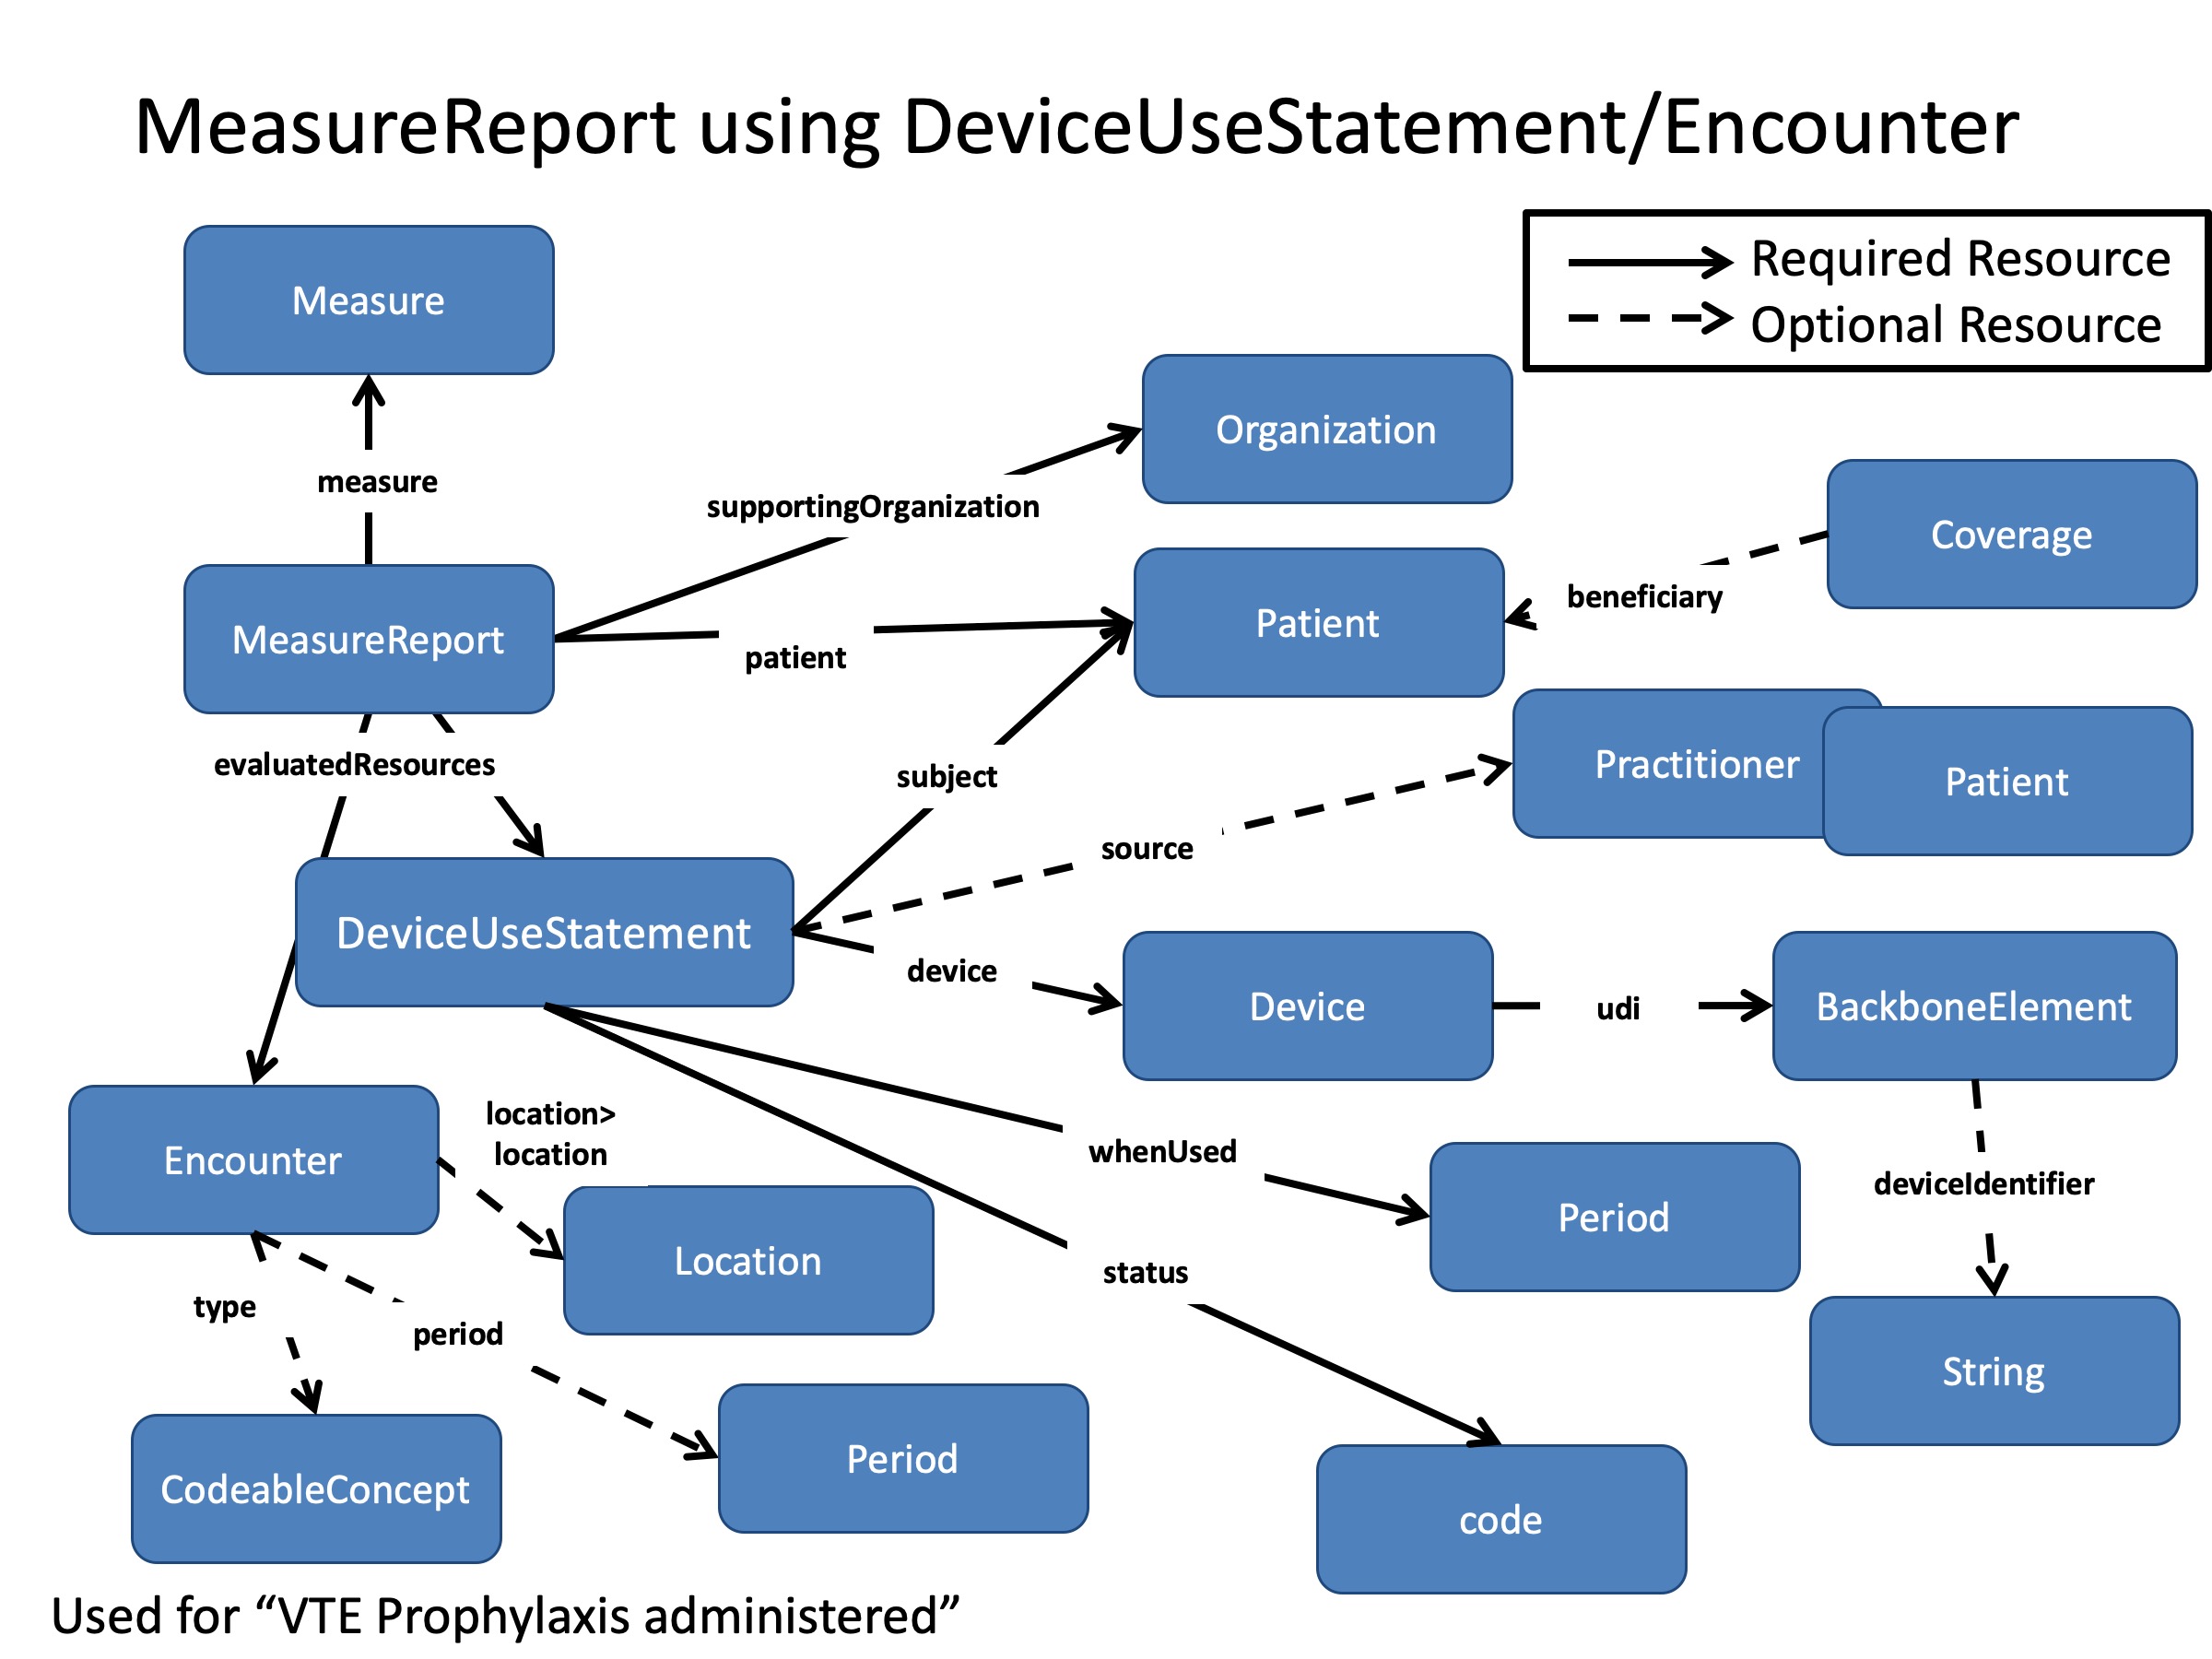 MeasureReport using DeviceUseStatement/Encounter
Required Resource
Optional Resource
Measure
Organization
measure
supportingOrganization
Coverage
beneficiary
MeasureReport
Patient
patient
evaluatedResources
subject
Practitioner
Patient
source
DeviceUseStatement
device
Device
udi
BackboneElement
location>
location
Encounter
whenUsed
deviceIdentifier
Period
Location
status
type
period
String
Period
CodeableConcept
code
Used for “VTE Prophylaxis administered”